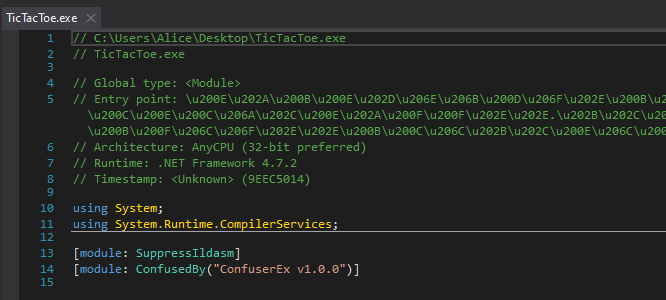 TicTacToe.exe
1 // C:\Users\Alice\Desktop\TicTacToe.exe
2 // TicTacToe.exe
3
4 // Global type: <Module>
5 // Entry point: \u200E\u202A\u200B\u200E\u202D\u206E\u206B\u200D\u206F\u202E\u200B\u2
\u200C\u200E\u200C\u206A\u202C\u200E\u202A\u200F\u200F\u202E\u202E.\u202B\u202C\u20
\u200B\u200F\u206C\u206F\u202E\u202E\u200B\u200C\u206C\u202B\u202C\u200E\u206C\u200
6 // Architecture: AnyCPU (32-bit preferred)
7 // Runtime: .NET Framework 4.7.2
8 // Timestamp: <Unknown> (9EEC5014)
9
10 using System;
11 using System.Runtime.CompilerServices;
12
13 [module: SuppressIldasm]
14 [module: ConfusedBy("ConfuserEx v1.0.0")]
15